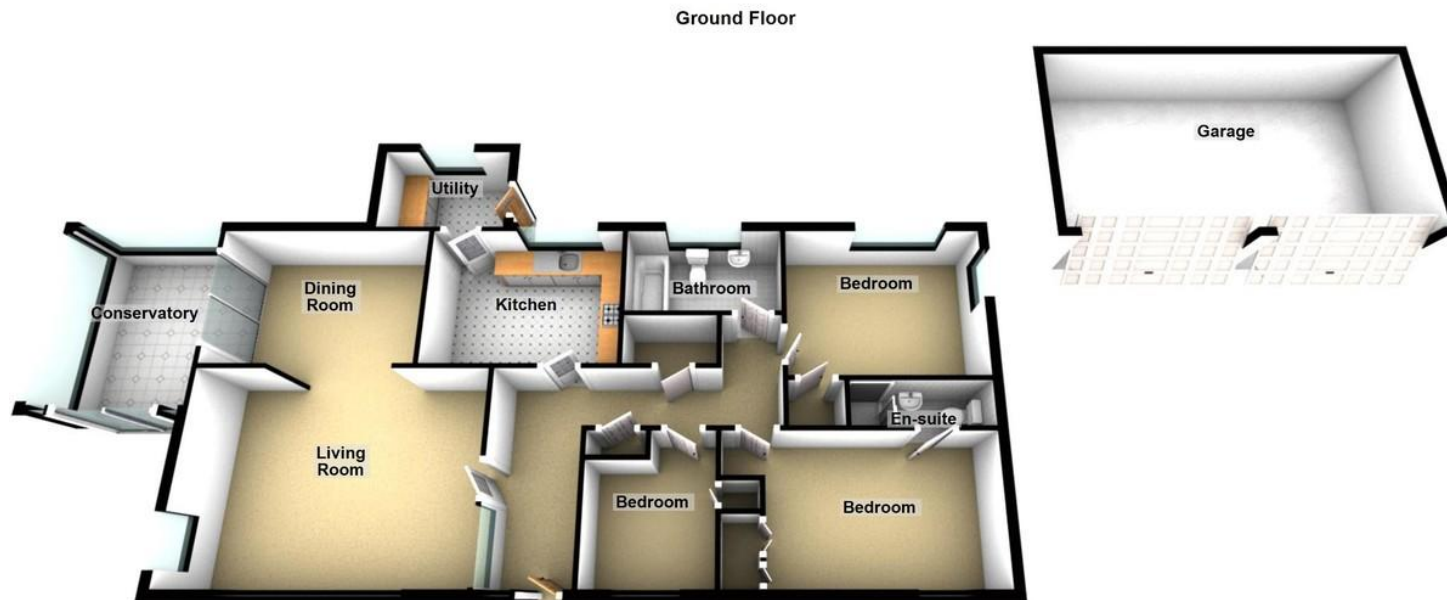 Ground Floor
Garage
Utility
Dining
Room
Kitchen
Bathroom
Bedroom
Conservatory
Living
Room
En-suite
Bedroom
Bedroom